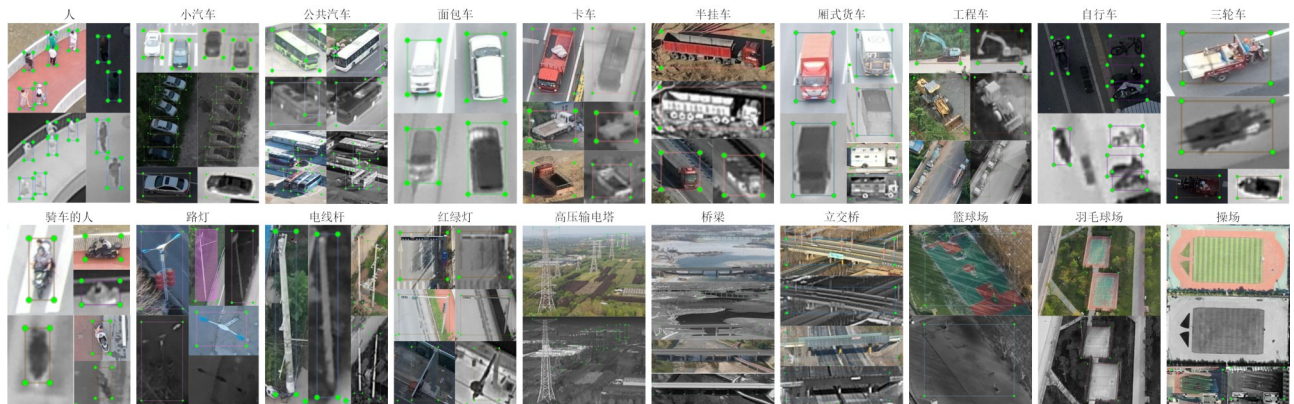 人
小汽车
公共汽车
面包车
卡车
半挂车
厢式货车
工程车
自行车
三轮车
骑车的人
路灯
电线杆
红绿灯
高压输电塔
桥梁
立交桥
篮球场
羽毛球场
操场